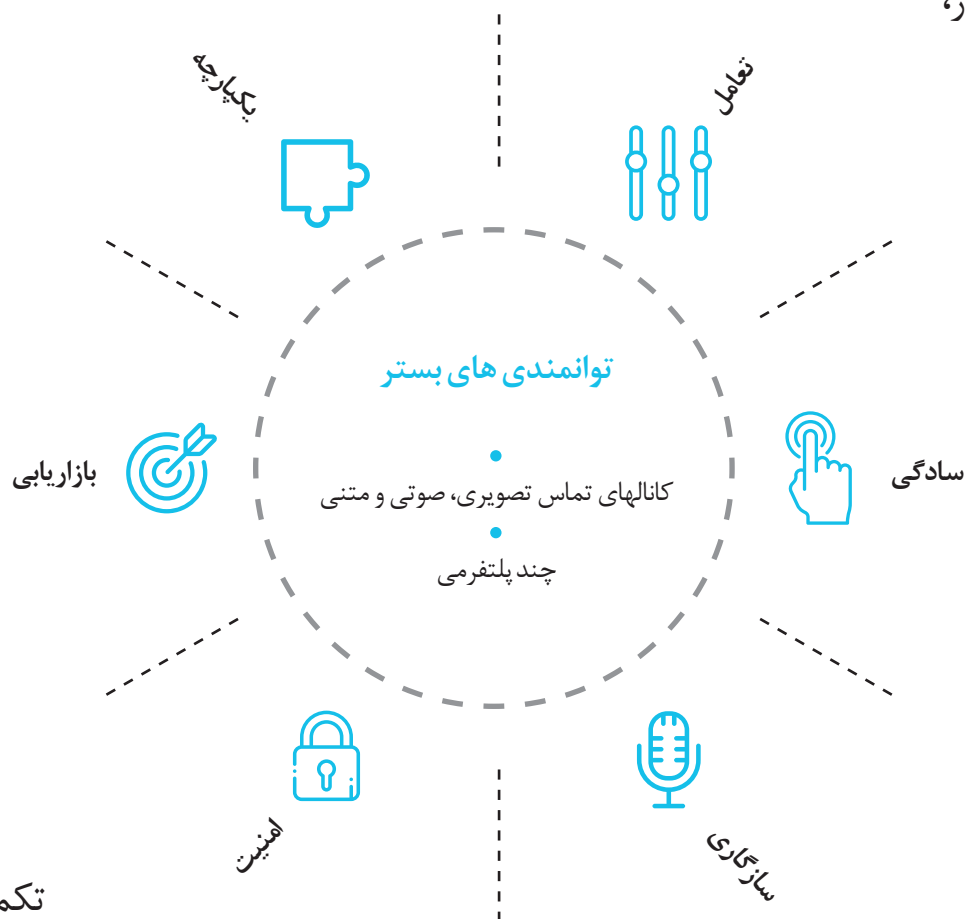 تعامل
یکپارچه
توانمندی های بستر
کانالهای تماس تصویری، صوتی و متنی
چند پلتفرمی
سادگی
بازاریابی
سازگاری
امنیت